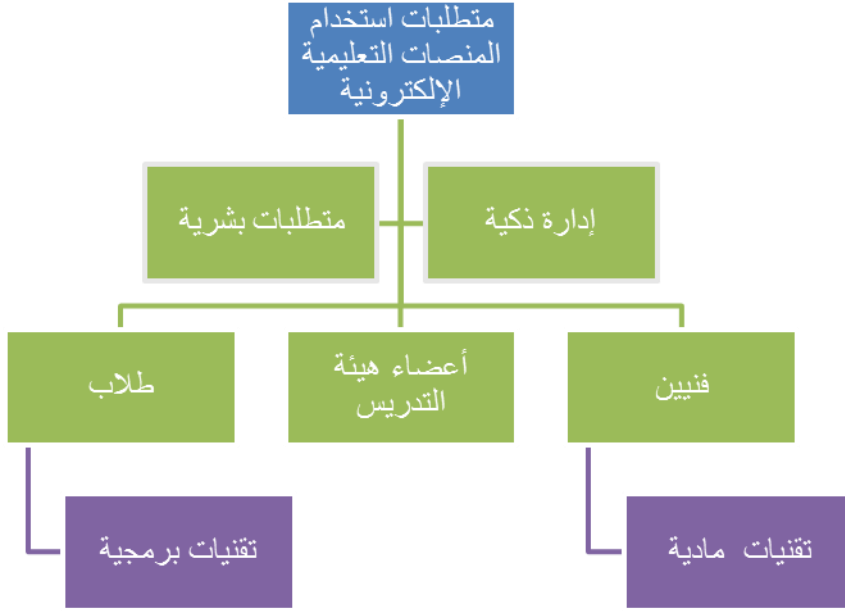 متطلبات استخدام
المنصات التعليمية
الإلكترونية
إدارة ذكية
متطلبات بشرية
فنيين
أعضاء هيئة
التدريس
طلاب
تقنيات مادية
تقنيات برمجية